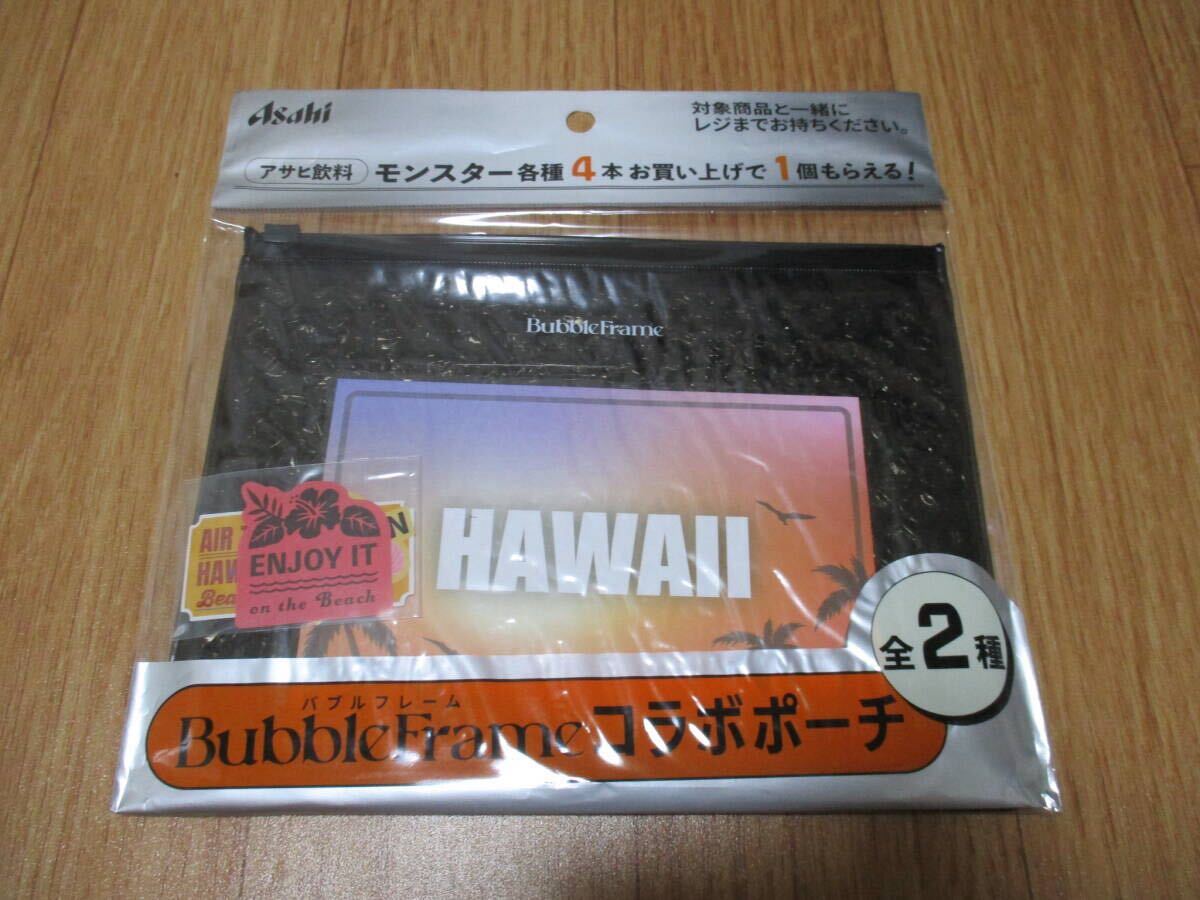 Asahi
対象商品と一緒に
レジまでお持ちください。
アサヒ飲料 モンスター各種 4本 お買い上げで 1個もらえる!
BubbleFrame
HAWAII
AIR
HAW
Bea
N
ENJOY IT
on the Beach
全2種
バブルフレーム
BubbleFrameコラボポーチ